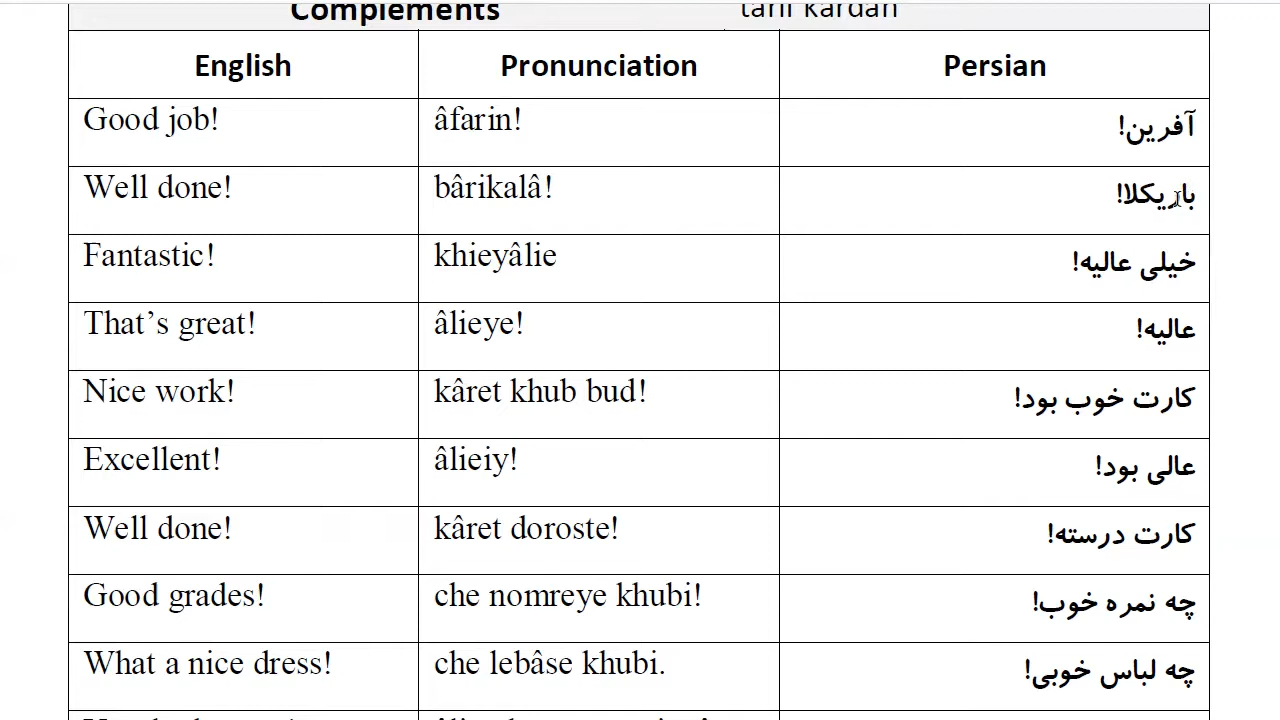 Complements tarif kardan
English Pronunciation Persian
Good job! âfarin! آفرین!
Well done! bârikalâ! باریکلا!
Fantastic! khieyâlie خیلی عالیه!
That’s great! âlieye! عالیه!
Nice work! kâret khub bud! کارت خوب بود!
Excellent! âlieiy! عالی بود!
Well done! kâret doroste! کارت درسته!
Good grades! che nomreye khubi! چه نمره خوب!
What a nice dress! che lebâse khubi. چه لباس خوبی!